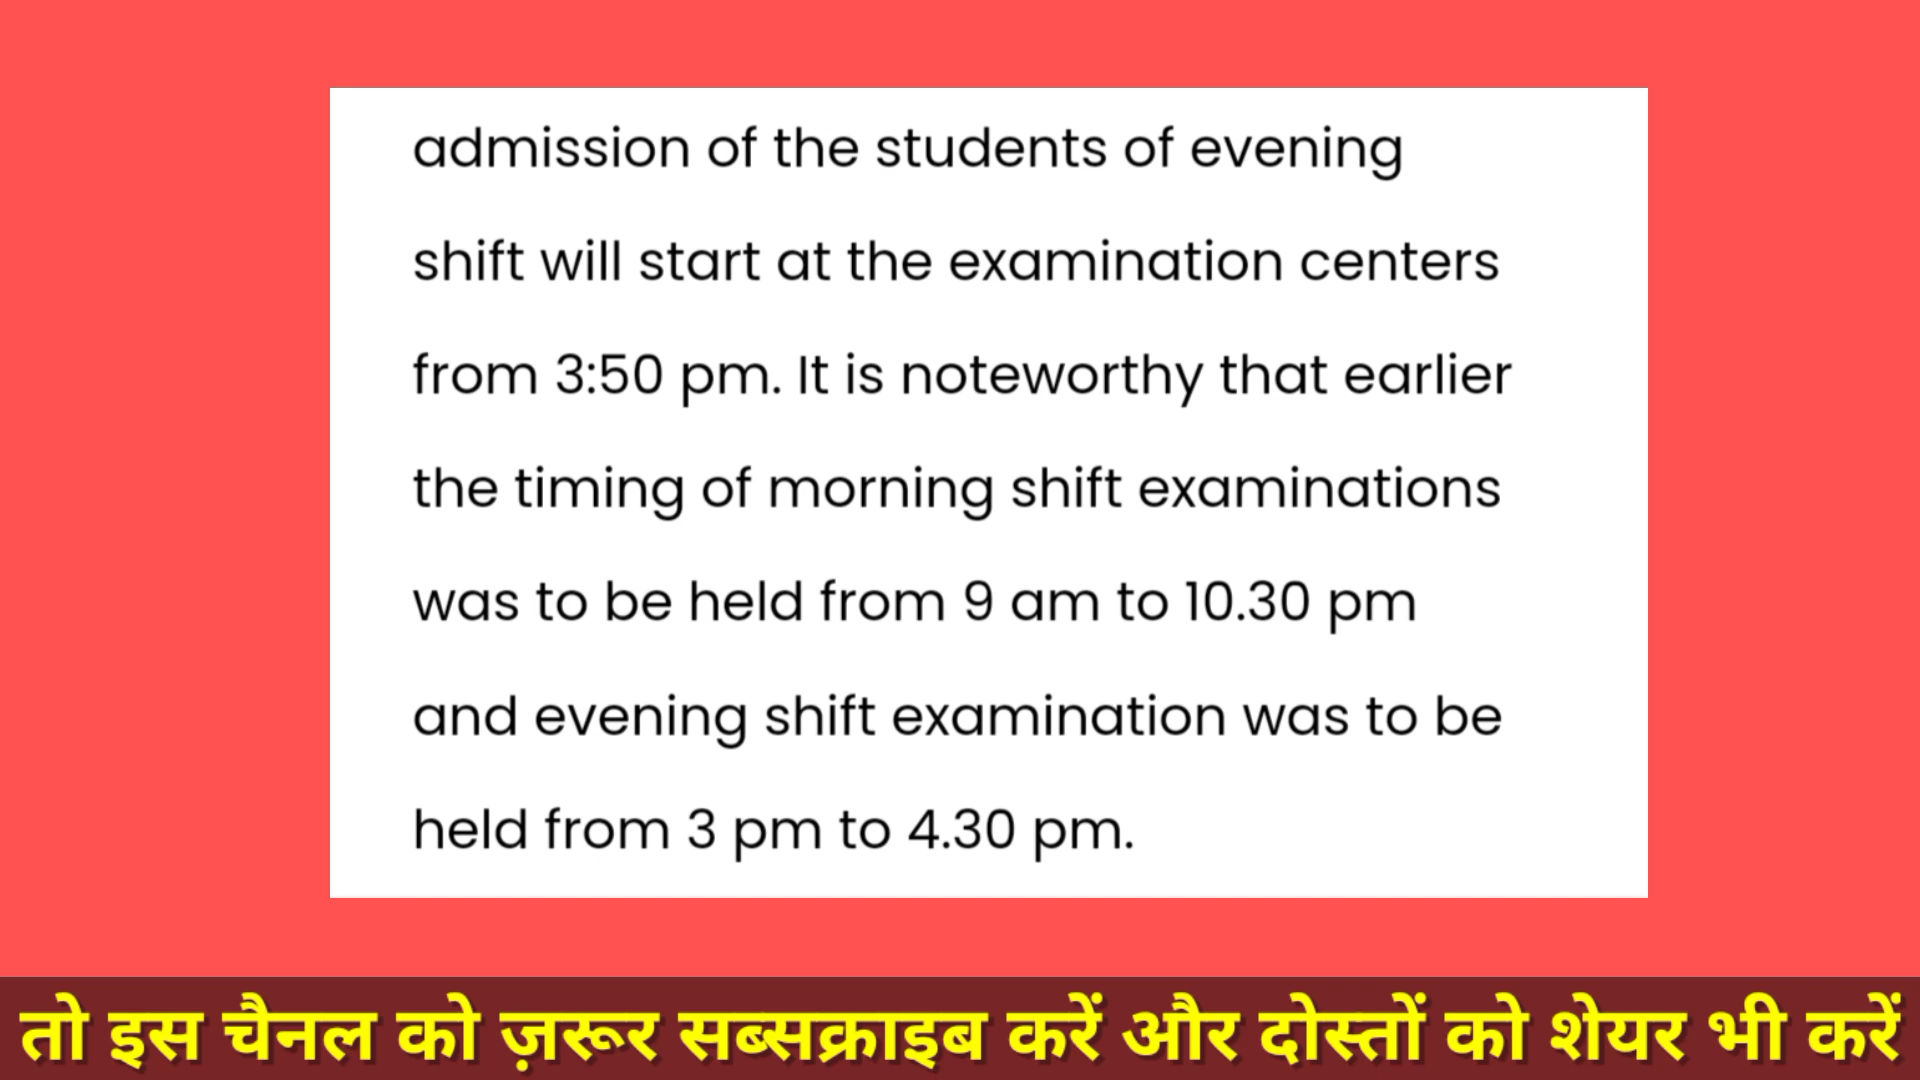 admission of the students of evening
shift will start at the examination centers
from 3:50 pm. It is noteworthy that earlier
the timing of morning shift examinations
was to be held from 9 am to 10.30 pm
and evening shift examination was to be
held from 3 pm to 4.30 pm.
तो इस चैनल को ज़रूर सब्सक्राइब करें और दोस्तों को शेयर भी करें